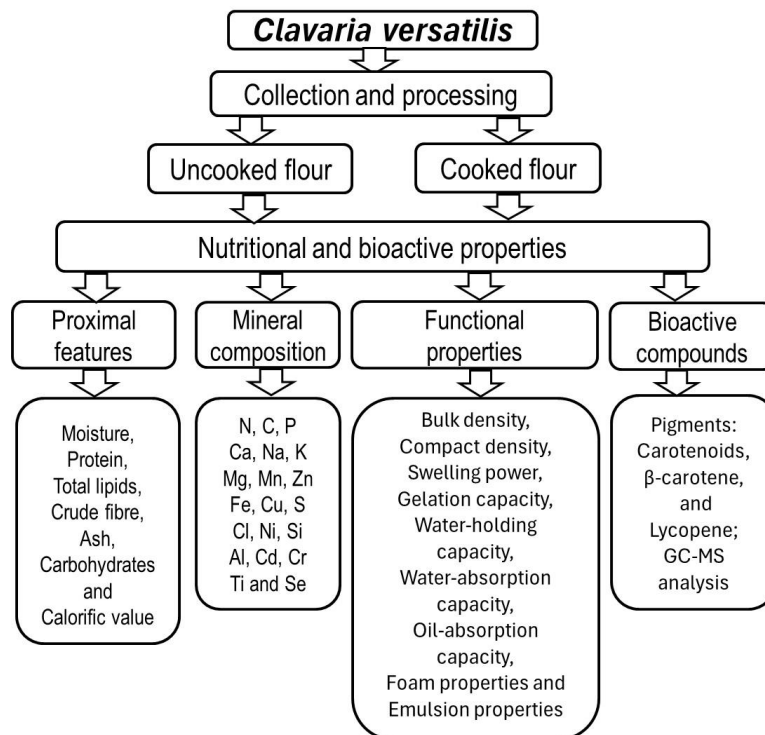 Clavaria versatilis
Collection and processing
Uncooked flour
Cooked flour
Nutritional and bioactive properties
Proximal
features
Mineral
composition
Functional
properties
Bioactive
compounds
Moisture,
Protein,
Total lipids,
Crude fibre,
Ash,
Carbohydrates
and
Calorific value
N, C, P
Ca, Na, K
Mg, Mn, Zn
Fe, Cu, S
Cl, Ni, Si
Al, Cd, Cr
Ti and Se
Bulk density,
Compact density,
Swelling power,
Gelation capacity,
Water-holding
capacity,
Water-absorption
capacity,
Oil-absorption
capacity,
Foam properties and
Emulsion properties
Pigments:
Carotenoids,
β-carotene,
and
Lycopene;
GC-MS
analysis